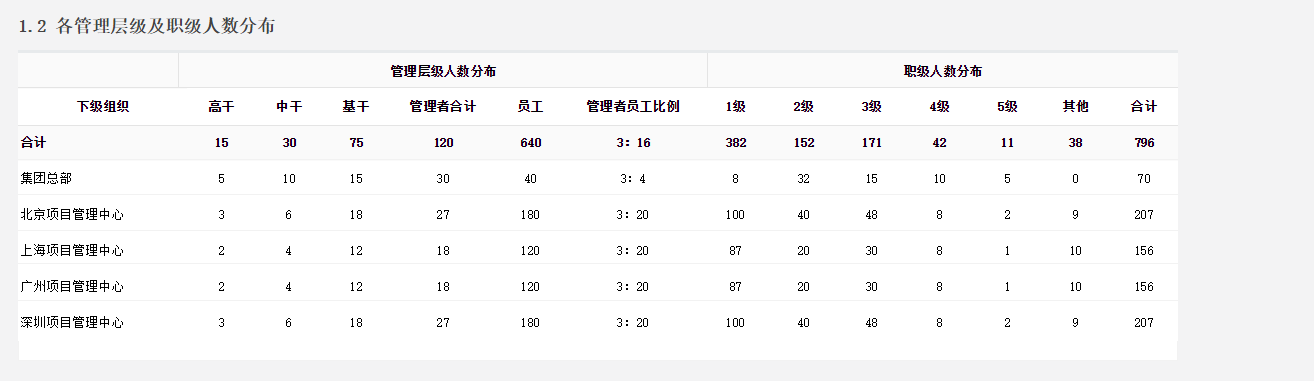 1.2 各管理层级及职级人数分布
管理层级人数分布 职级人数分布
下级组织 高干 中干 基干 管理者合计 员工 管理者员工比例 1级 2级 3级 4级 5级 其他 合计
合计 15 30 75 120 640 3：16 382 152 171 42 11 38 796
集团总部 5 10 15 30 40 3：4 8 32 15 10 5 0 70
北京项目管理中心 3 6 18 27 180 3：20 100 40 48 8 2 9 207
上海项目管理中心 2 4 12 18 120 3：20 87 20 30 8 1 10 156
广州项目管理中心 2 4 12 18 120 3：20 87 20 30 8 1 10 156
深圳项目管理中心 3 6 18 27 180 3：20 100 40 48 8 2 9 207